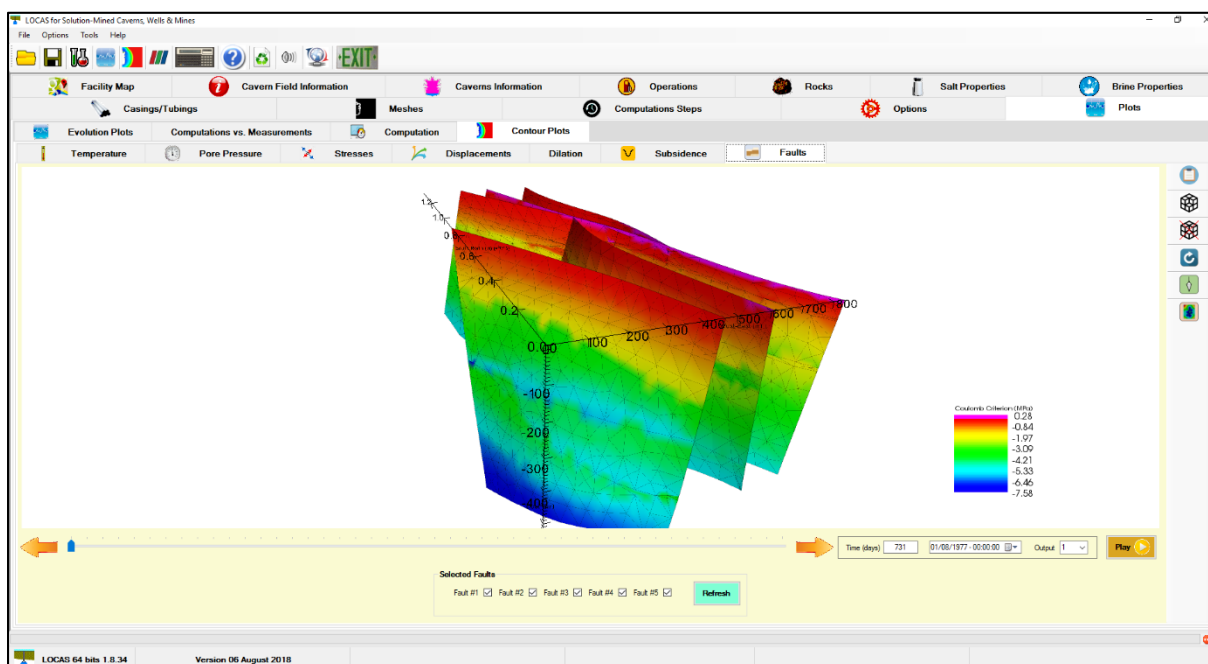 LOCAS for Solution-Mined Caverns, Wells & Mines
File Options Tools Help
EXIT
Facility Map Cavern Field Information Caverns Information Operations Rocks Salt Properties Brine Properties
Casings/Tubings Meshes Computations Steps Options Plots
Evolution Plots Computations vs. Measurements Computation Contour Plots
Temperature Pore Pressure Stresses Displacements Dilation Subsidence Faults
1.2
1.0
0.8
0.6
0.4
0.2
0.0
0 100 200 300 400 500 600 700 800
-100
-200
-300
-400
Coulomb Criterion (MPa)
0.28
-0.84
-1.97
-3.09
-4.21
-5.33
-6.46
-7.58
Time (days) 731 01/08/1977 - 00:00:00 Output 1 Play
Selected Faults
Fault #1 Fault #2 Fault #3 Fault #4 Fault #5 Refresh
LOCAS 64 bits 1.8.34 Version 06 August 2018